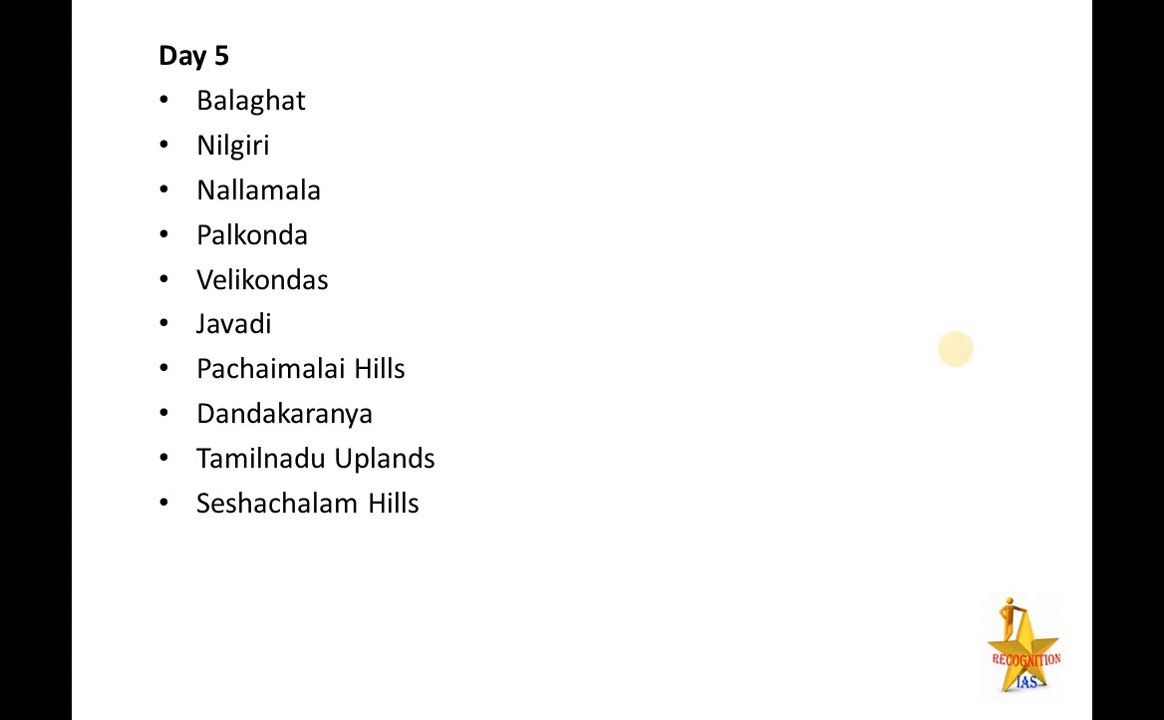 Day 5
• Balaghat
• Nilgiri
• Nallamala
• Palkonda
• Velikondas
• Javadi
• Pachaimalai Hills
• Dandakaranya
• Tamilnadu Uplands
• Seshachalam Hills
RECOGNITION
IAS